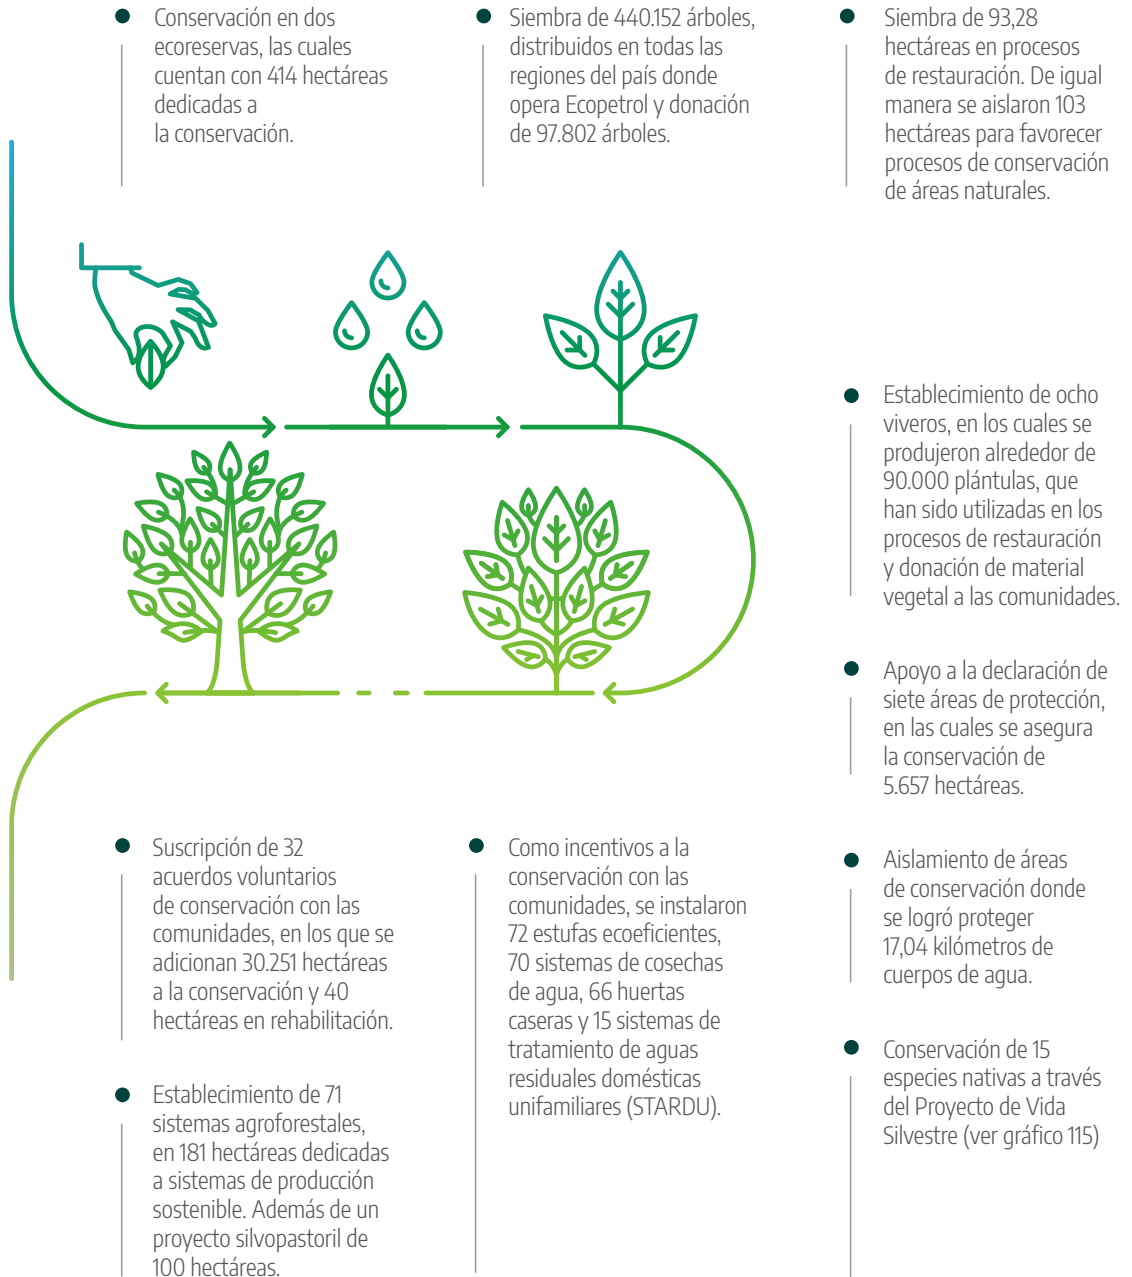 Conservación en dos
ecoreservas, las cuales
cuentan con 414 hectáreas
dedicadas a
la conservación.
Siembra de 440.152 árboles,
distribuidos en todas las
regiones del país donde
opera Ecopetrol y donación
de 97.802 árboles.
Siembra de 93,28
hectáreas en procesos
de restauración. De igual
manera se aislaron 103
hectáreas para favorecer
procesos de conservación
de áreas naturales.
Establecimiento de ocho
viveros, en los cuales se
produjeron alrededor de
90.000 plántulas, que
han sido utilizadas en los
procesos de restauración
y donación de material
vegetal a las comunidades.
Apoyo a la declaración de
siete áreas de protección,
en las cuales se asegura
la conservación de
5.657 hectáreas.
Aislamiento de áreas
de conservación donde
se logró proteger
17,04 kilómetros de
cuerpos de agua.
Conservación de 15
especies nativas a través
del Proyecto de Vida
Silvestre (ver gráfico 115)
Como incentivos a la
conservación con las
comunidades, se instalaron
72 estufas ecoeficientes,
70 sistemas de cosechas
de agua, 66 huertas
caseras y 15 sistemas de
tratamiento de aguas
residuales domésticas
unifamiliares (STARDU).
Suscripción de 32
acuerdos voluntarios
de conservación con las
comunidades, en los que se
adicionan 30.251 hectáreas
a la conservación y 40
hectáreas en rehabilitación.
Establecimiento de 71
sistemas agroforestales,
en 181 hectáreas dedicadas
a sistemas de producción
sostenible. Además de un
proyecto silvopastoril de
100 hectáreas.